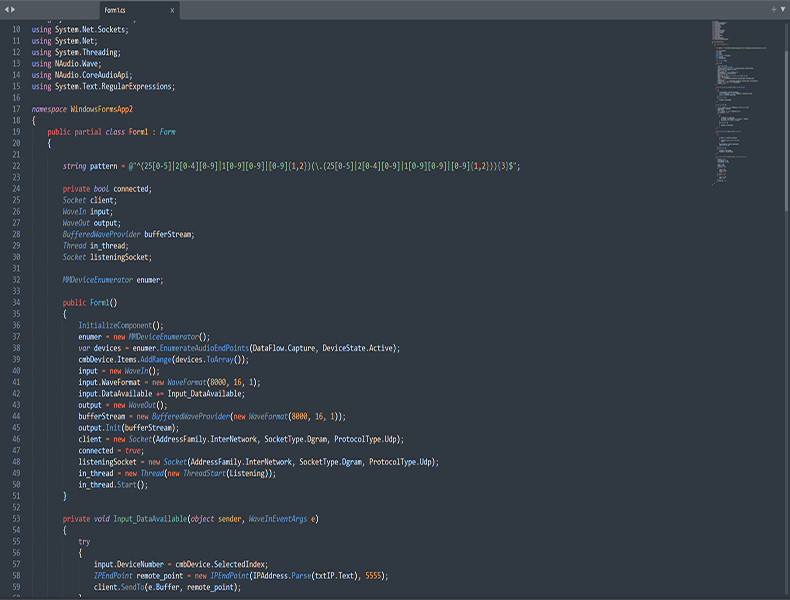 Form1.cs x
10 using System.Net.Sockets;
11 using System.Net;
12 using System.Threading;
13 using NAudio.Wave;
14 using NAudio.CoreAudioApi;
15 using System.Text.RegularExpressions;
16
17 namespace WindowsFormsApp2
18 {
19 public partial class Form1 : Form
20 {
21
22 string pattern = @"^(25[0-5]|2[0-4][0-9]|1[0-9][0-9]|[0-9]{1,2})(\.(25[0-5]|2[0-4][0-9]|1[0-9][0-9]|[0-9]{1,2})){3}$";
23
24 private bool connected;
25 Socket client;
26 WaveIn input;
27 WaveOut output;
28 BufferedWaveProvider bufferStream;
29 Thread in_thread;
30 Socket listeningSocket;
31
32 MMDeviceEnumerator enumer;
33
34 public Form1()
35 {
36 InitializeComponent();
37 enumer = new MMDeviceEnumerator();
38 var devices = enumer.EnumerateAudioEndPoints(DataFlow.Capture, DeviceState.Active);
39 cmbDevice.Items.AddRange(devices.ToArray());
40 input = new WaveIn();
41 input.WaveFormat = new WaveFormat(8000, 16, 1);
42 input.DataAvailable += Input_DataAvailable;
43 output = new WaveOut();
44 bufferStream = new BufferedWaveProvider(new WaveFormat(8000, 16, 1));
45 output.Init(bufferStream);
46 client = new Socket(AddressFamily.InterNetwork, SocketType.Dgram, ProtocolType.Udp);
47 connected = true;
48 listeningSocket = new Socket(AddressFamily.InterNetwork, SocketType.Dgram, ProtocolType.Udp);
49 in_thread = new Thread(new ThreadStart(Listening));
50 in_thread.Start();
51 }
52
53 private void Input_DataAvailable(object sender, WaveInEventArgs e)
54 {
55 try
56 {
57 input.DeviceNumber = cmbDevice.SelectedIndex;
58 IPEndPoint remote_point = new IPEndPoint(IPAddress.Parse(txtIP.Text), 5555);
59 client.SendTo(e.Buffer, remote_point);